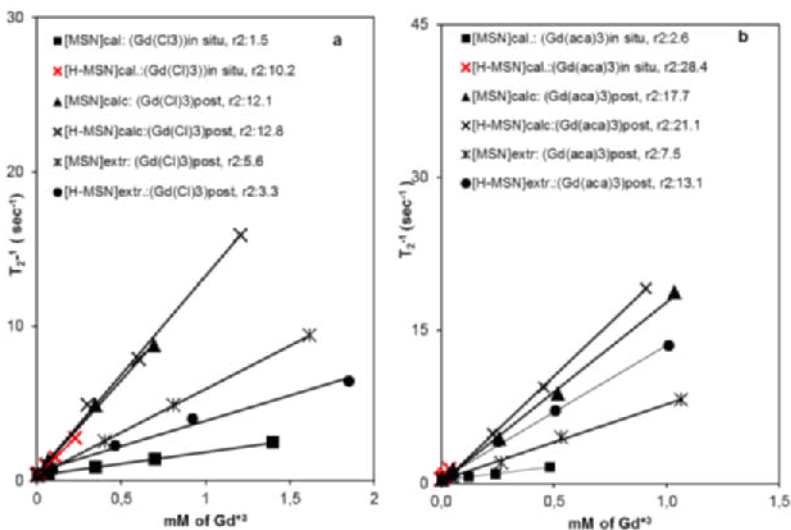 30
a
■[MSN]cal: (Gd(Cl3))in situ, r2:1.5
×[H-MSN]cal.:(Gd(Cl)3))in situ, r2:10.2
▲[MSN]calc: (Gd(Cl)3)post, r2:12.1
×[H-MSN]calc:(Gd(Cl)3)post, r2:12.8
[MSN]extr: (Gd(Cl)3)post, r2:5.6
●[H-MSN]extr.:(Gd(Cl)3)post, r2:3.3
20
10
0
T₂-¹ ( sec⁻¹)
0 0,5 1 1,5 2
mM of Gd⁺³
45
b
■[MSN]cal.: (Gd(aca)3)in situ, r2:2.6
×[H-MSN]cal.:(Gd(aca)3)in situ, r2:28.4
▲[MSN]calc: (Gd(aca)3)post, r2:17.7
×[H-MSN]calc:(Gd(aca)3)post, r2:21.1
[MSN]extr: (Gd(aca)3)post, r2:7.5
●[H-MSN]extr.:(Gd(aca)3)post, r2:13.1
30
15
0
T₂-¹ (sec⁻¹)
0,0 0,5 1,0 1,5
mM of Gd⁺³